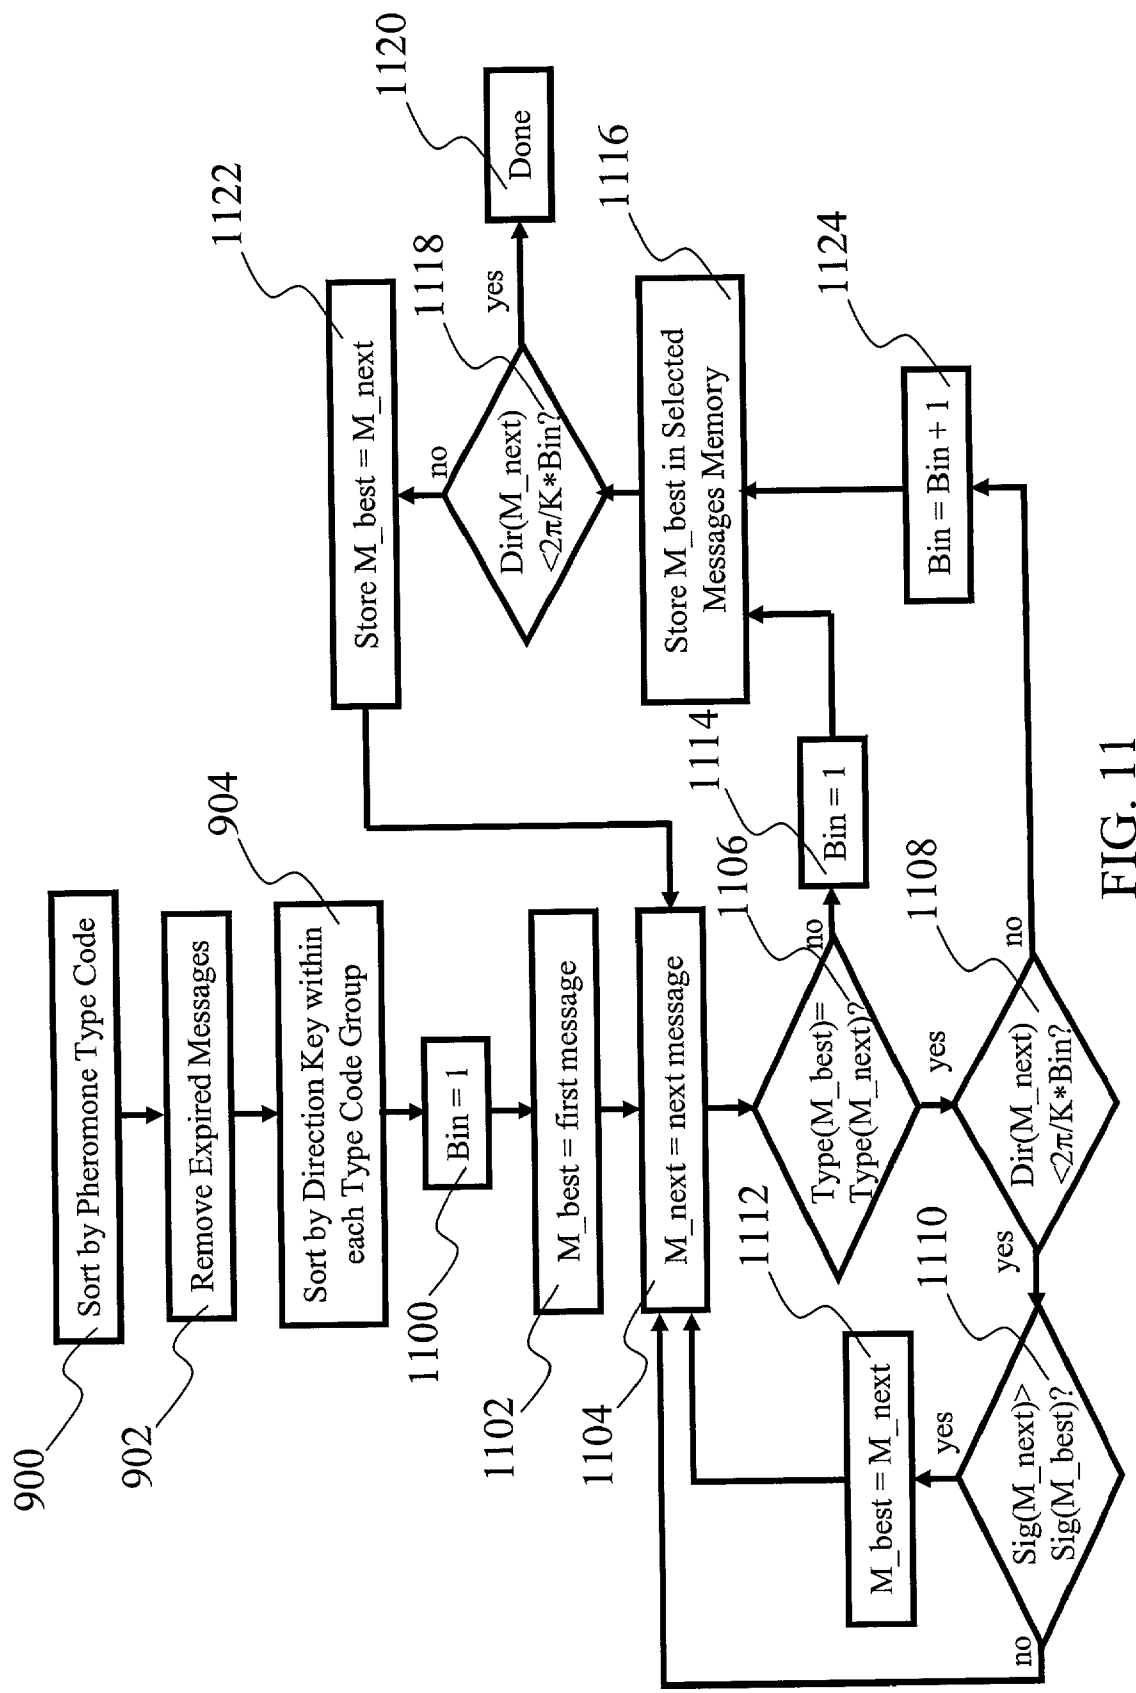 900
Sort by Pheromone Type Code
902
Remove Expired Messages
904
Sort by Direction Key within
each Type Code Group
1100
Bin = 1
1102
M_best = first message
1104
M_next = next message
1106
Type(M_best)=
Type(M_next)?
no
yes
1108
Dir(M_next)
<2π/K*Bin?
no
yes
1110
Sig(M_next)>
Sig(M_best)?
yes
no
1112
M_best = M_next
1114
Bin = 1
1116
Store M_best in Selected
Messages Memory
1118
Dir(M_next)
<2π/K*Bin?
no
yes
1120
Done
1122
Store M_best = M_next
1124
Bin = Bin + 1
FIG. 11